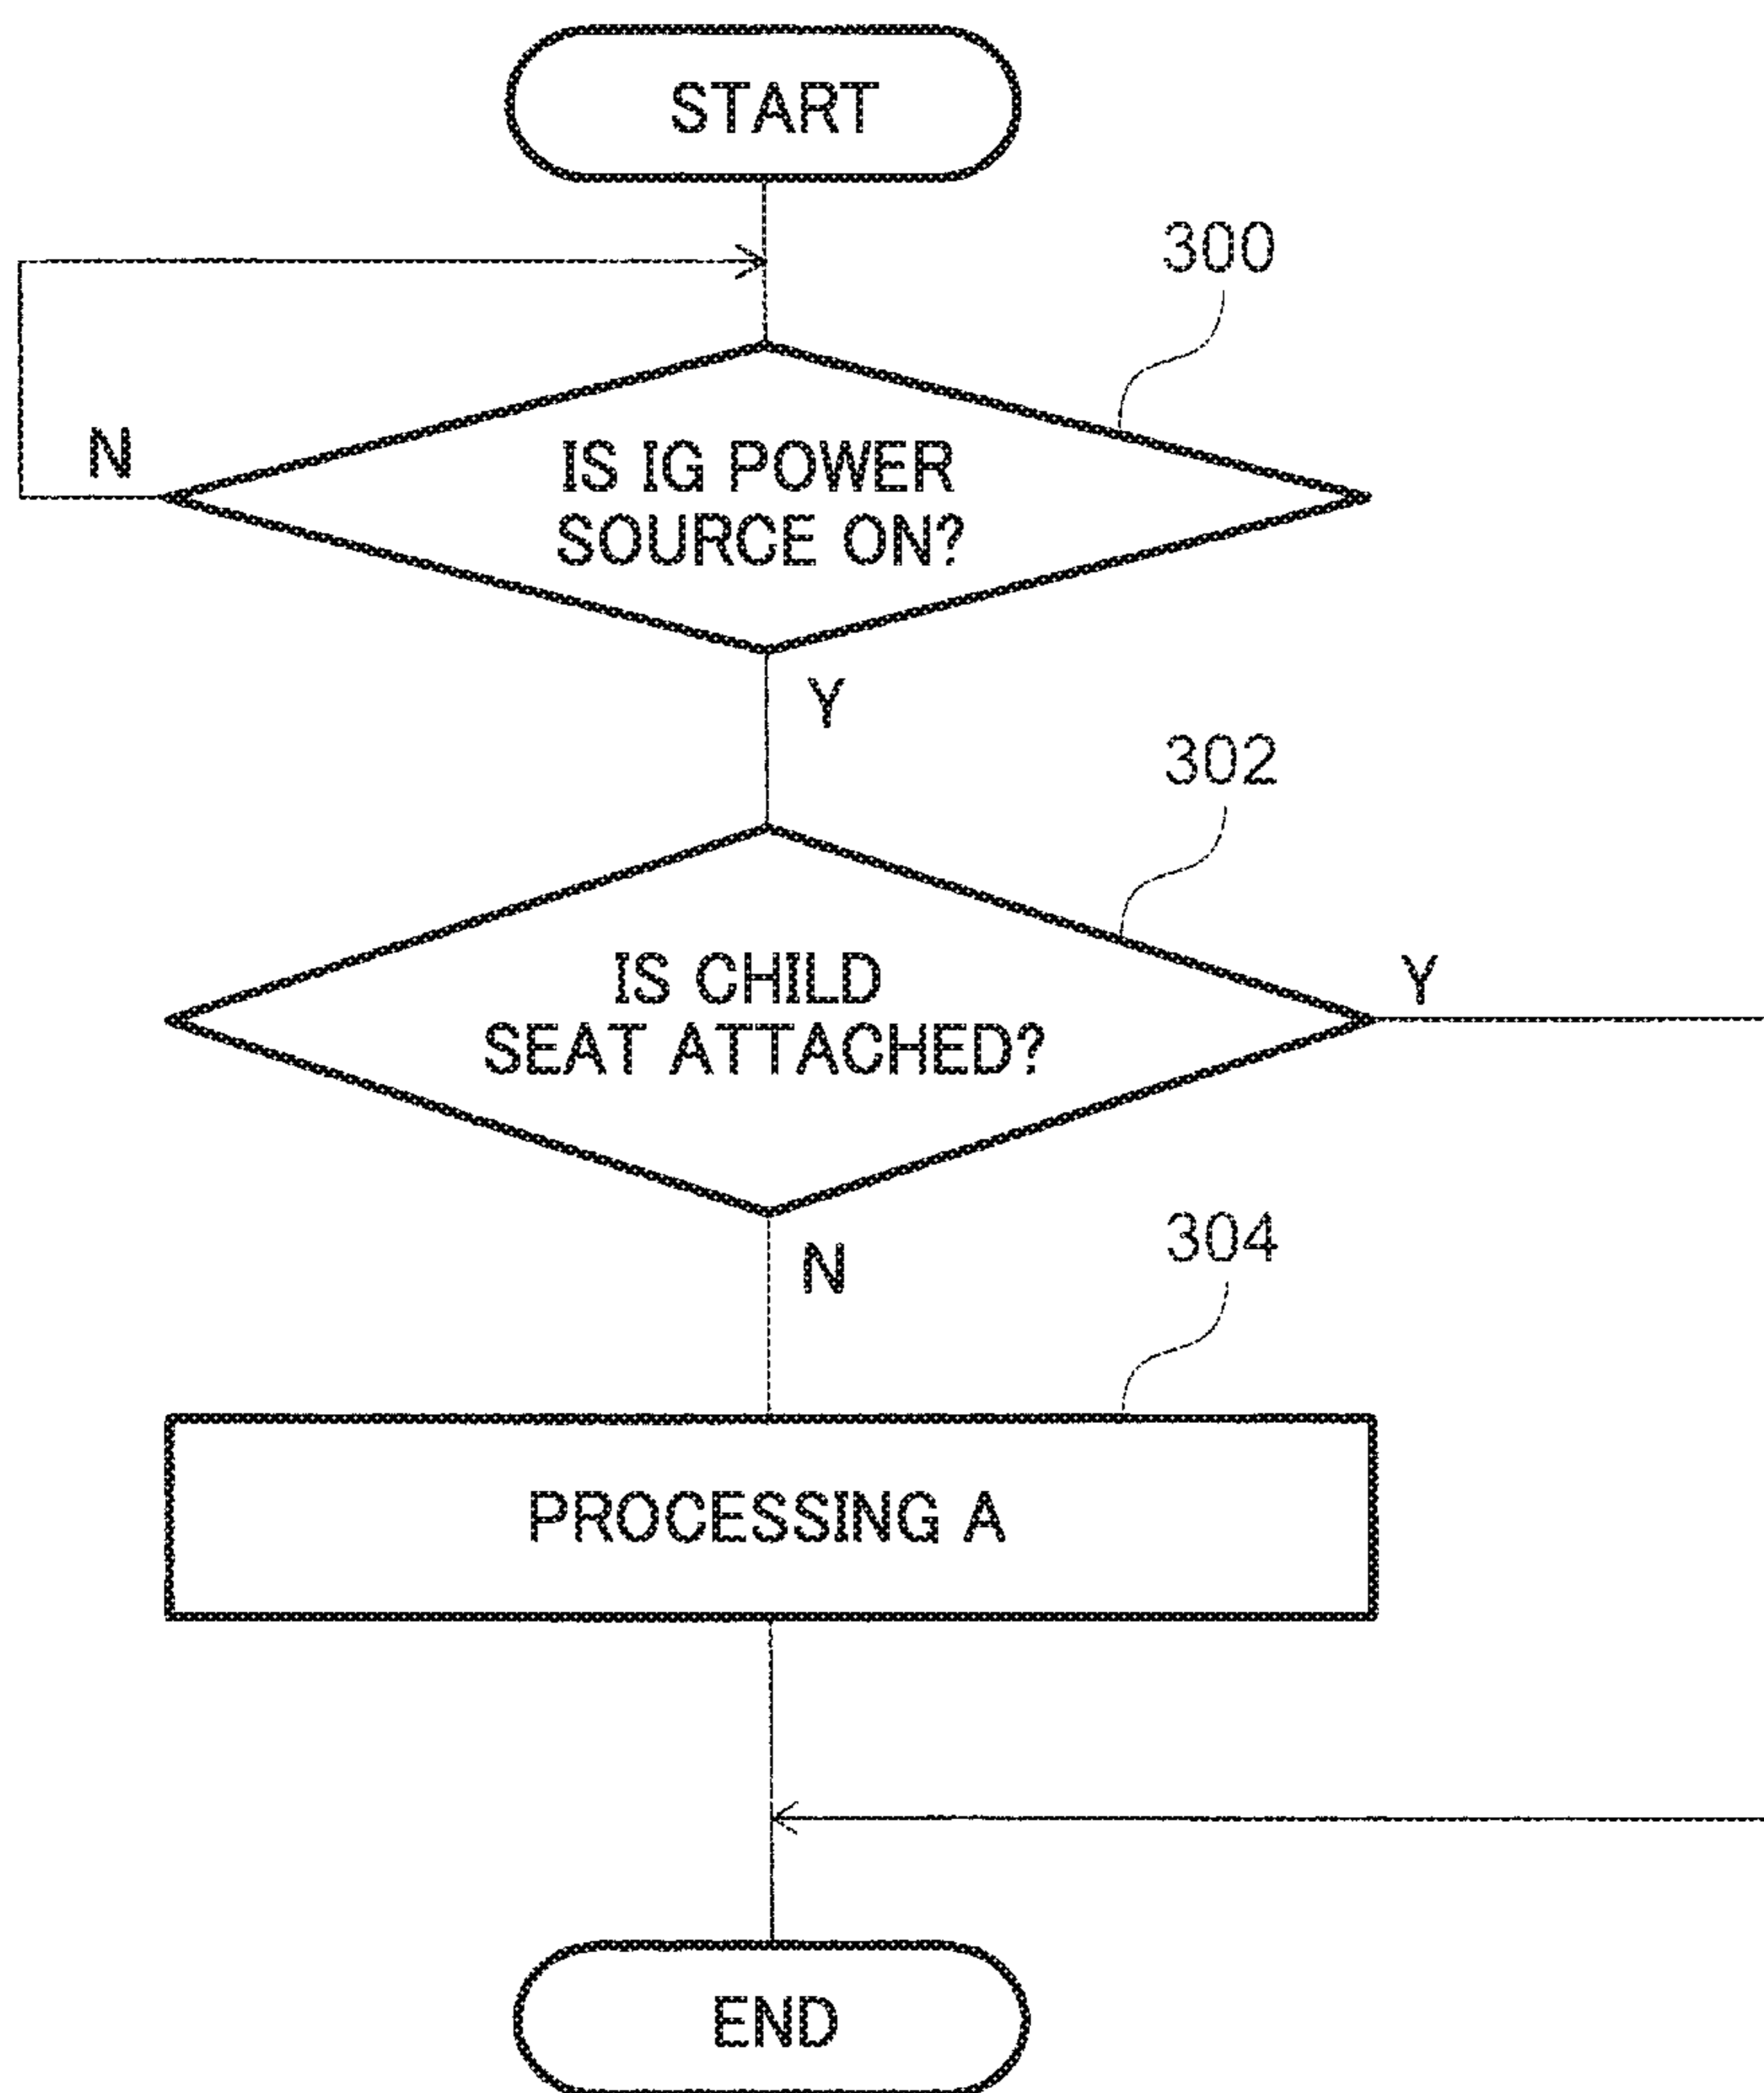 START
300
N
IS IG POWER
SOURCE ON?
Y
302
IS CHILD
SEAT ATTACHED?
Y
N
304
PROCESSING A
END